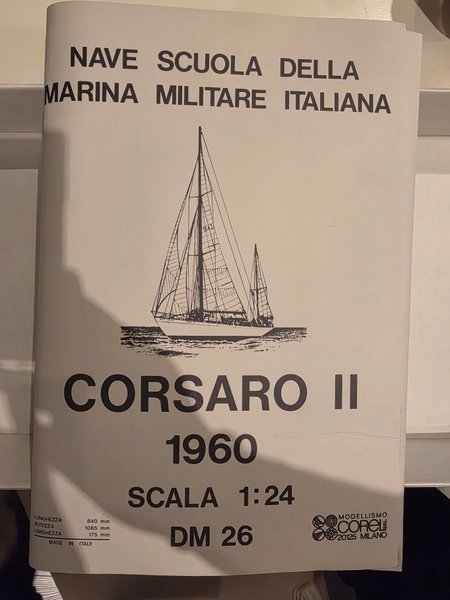 NAVE SCUOLA DELLA
MARINA MILITARE ITALIANA
CORSARO II
1960
SCALA 1:24
DM 26
LUNGHEZZA 840 mm
ALTEZZA 1065 mm
LARGHEZZA 175 mm
MADE IN ITALY
MODELLISMO
COREL
20125 MILANO